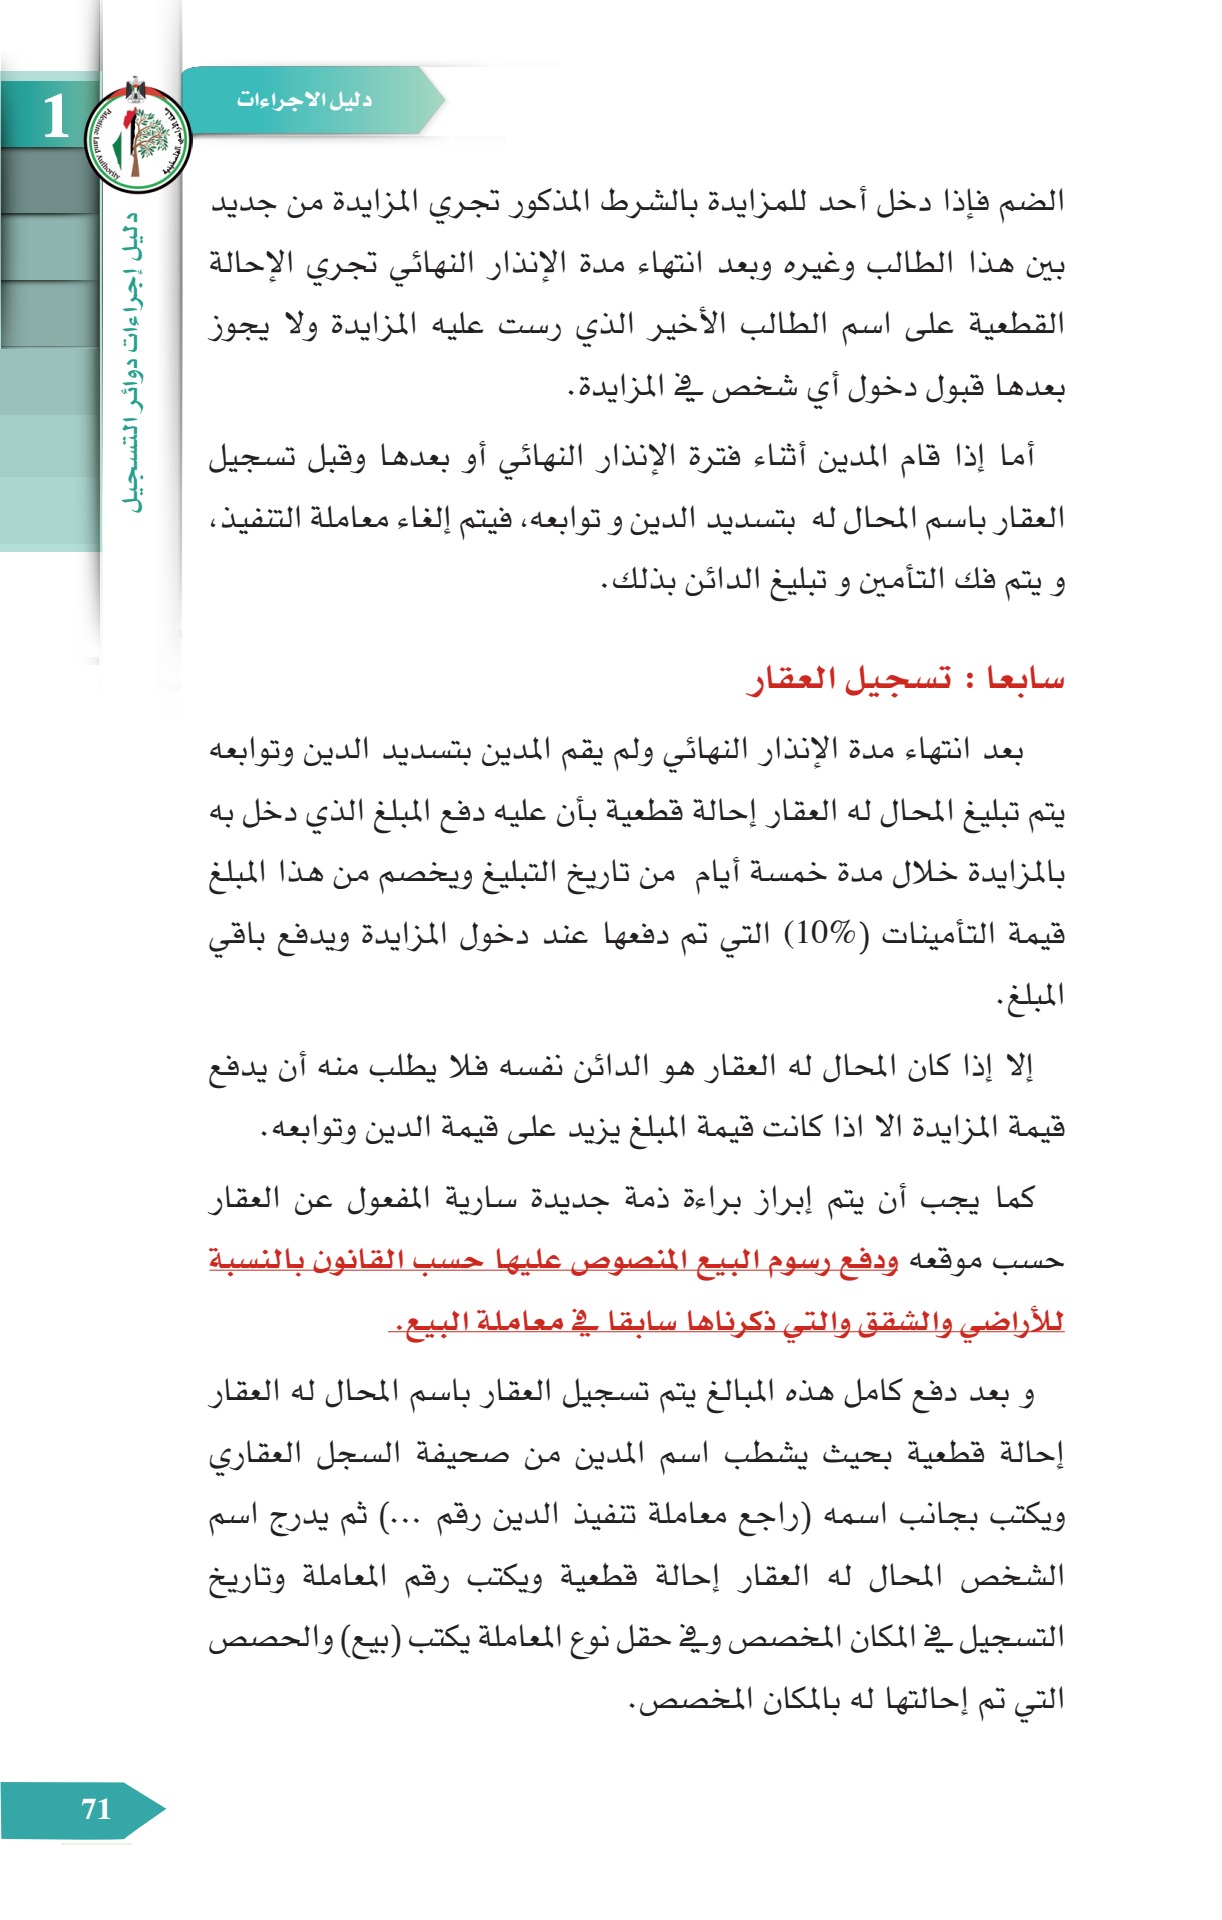 دليل الاجراءات
1
Palestine Land Authority
دليل إجراءات دوائر التسجيل
الضم فإذا دخل أحد للمزايدة بالشرط المذكور تجري المزايدة من جديد
بين هذا الطالب وغيره وبعد انتهاء مدة الإنذار النهائي تجري الإحالة
القطعية على اسم الطالب الأخير الذي رست عليه المزايدة ولا يجوز
بعدها قبول دخول أي شخص في المزايدة.
أما إذا قام المدين أثناء فترة الإنذار النهائي أو بعدها وقبل تسجيل
العقار باسم المحال له بتسديد الدين و توابعه، فيتم إلغاء معاملة التنفيذ،
و يتم فك التأمين و تبليغ الدائن بذلك.
سابعا : تسجيل العقار
بعد انتهاء مدة الإنذار النهائي ولم يقم المدين بتسديد الدين وتوابعه
يتم تبليغ المحال له العقار إحالة قطعية بأن عليه دفع المبلغ الذي دخل به
بالمزايدة خلال مدة خمسة أيام من تاريخ التبليغ ويخصم من هذا المبلغ
قيمة التأمينات (10%) التي تم دفعها عند دخول المزايدة ويدفع باقي
المبلغ.
إلا إذا كان المحال له العقار هو الدائن نفسه فلا يطلب منه أن يدفع
قيمة المزايدة الا اذا كانت قيمة المبلغ يزيد على قيمة الدين وتوابعه.
كما يجب أن يتم إبراز براءة ذمة جديدة سارية المفعول عن العقار
حسب موقعه ودفع رسوم البيع المنصوص عليها حسب القانون بالنسبة
للأراضي والشقق والتي ذكرناها سابقا في معاملة البيع.
و بعد دفع كامل هذه المبالغ يتم تسجيل العقار باسم المحال له العقار
إحالة قطعية بحيث يشطب اسم المدين من صحيفة السجل العقاري
ويكتب بجانب اسمه (راجع معاملة تنفيذ الدين رقم ...) ثم يدرج اسم
الشخص المحال له العقار إحالة قطعية ويكتب رقم المعاملة وتاريخ
التسجيل في المكان المخصص وفي حقل نوع المعاملة يكتب (بيع) والحصص
التي تم إحالتها له بالمكان المخصص.
71